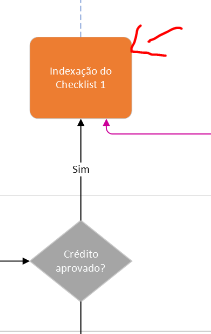 Indexação do
Checklist 1
Sim
Crédito
aprovado?